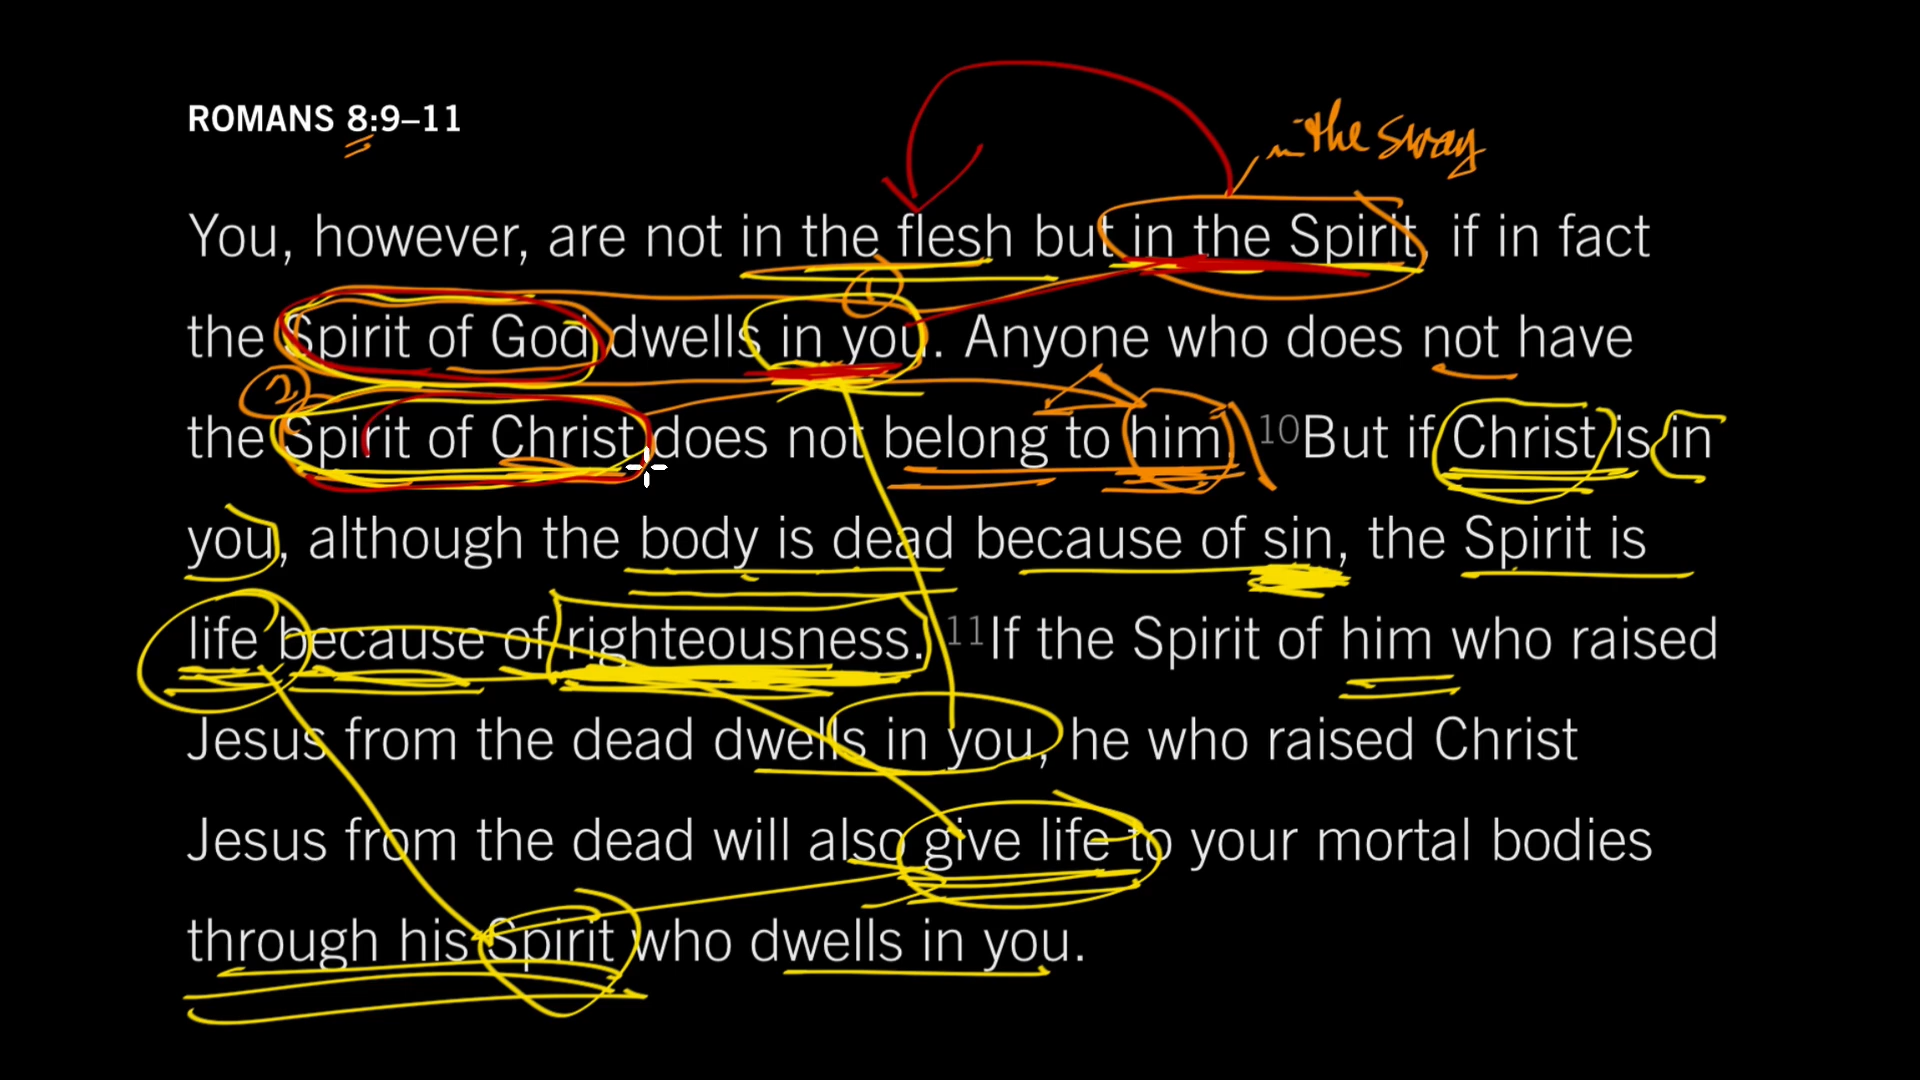 ROMANS 8:9–11
in the sway
You, however, are not in the flesh but in the Spirit, if in fact
1
the Spirit of God dwells in you. Anyone who does not have
2
the Spirit of Christ does not belong to him. 10But if Christ is in
you, although the body is dead because of sin, the Spirit is
life because of righteousness. 11If the Spirit of him who raised
Jesus from the dead dwells in you, he who raised Christ
Jesus from the dead will also give life to your mortal bodies
through his Spirit who dwells in you.